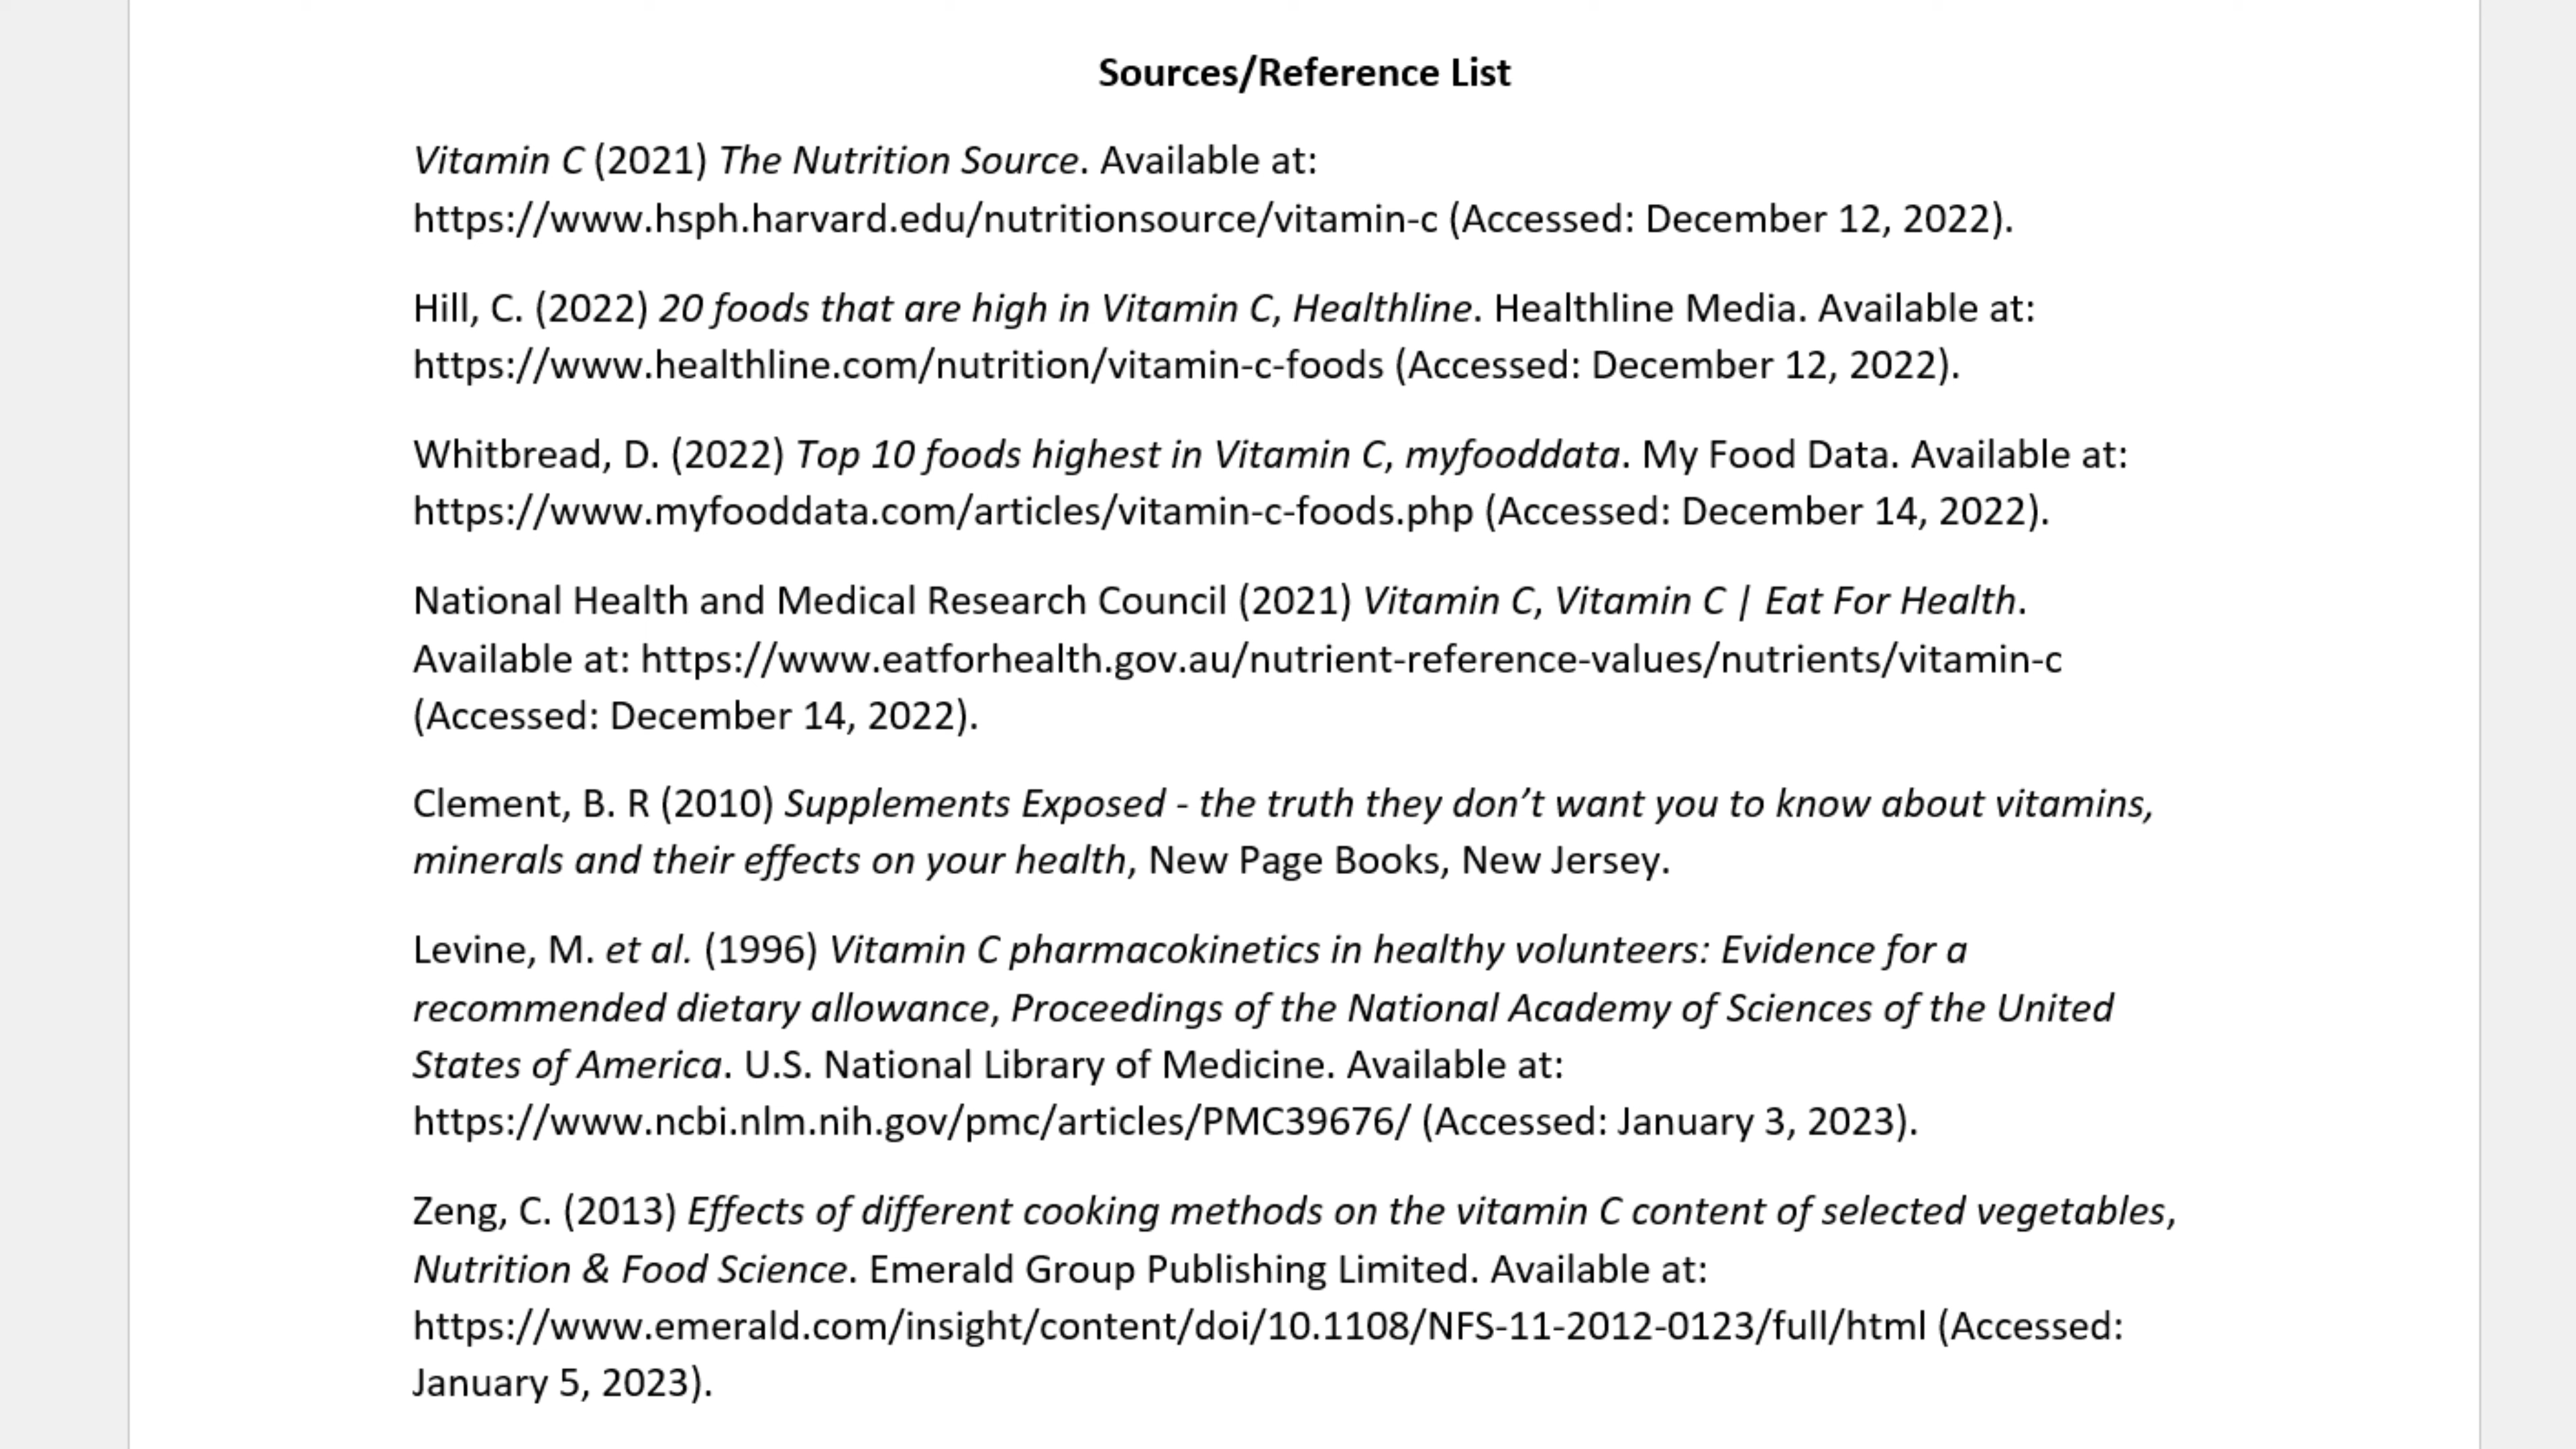 Sources/Reference List
Vitamin C (2021) The Nutrition Source. Available at:
https://www.hsph.harvard.edu/nutritionsource/vitamin-c (Accessed: December 12, 2022).
Hill, C. (2022) 20 foods that are high in Vitamin C, Healthline. Healthline Media. Available at:
https://www.healthline.com/nutrition/vitamin-c-foods (Accessed: December 12, 2022).
Whitbread, D. (2022) Top 10 foods highest in Vitamin C, myfooddata. My Food Data. Available at:
https://www.myfooddata.com/articles/vitamin-c-foods.php (Accessed: December 14, 2022).
National Health and Medical Research Council (2021) Vitamin C, Vitamin C | Eat For Health.
Available at: https://www.eatforhealth.gov.au/nutrient-reference-values/nutrients/vitamin-c
(Accessed: December 14, 2022).
Clement, B. R (2010) Supplements Exposed - the truth they don’t want you to know about vitamins,
minerals and their effects on your health, New Page Books, New Jersey.
Levine, M. et al. (1996) Vitamin C pharmacokinetics in healthy volunteers: Evidence for a
recommended dietary allowance, Proceedings of the National Academy of Sciences of the United
States of America. U.S. National Library of Medicine. Available at:
https://www.ncbi.nlm.nih.gov/pmc/articles/PMC39676/ (Accessed: January 3, 2023).
Zeng, C. (2013) Effects of different cooking methods on the vitamin C content of selected vegetables,
Nutrition & Food Science. Emerald Group Publishing Limited. Available at:
https://www.emerald.com/insight/content/doi/10.1108/NFS-11-2012-0123/full/html (Accessed:
January 5, 2023).